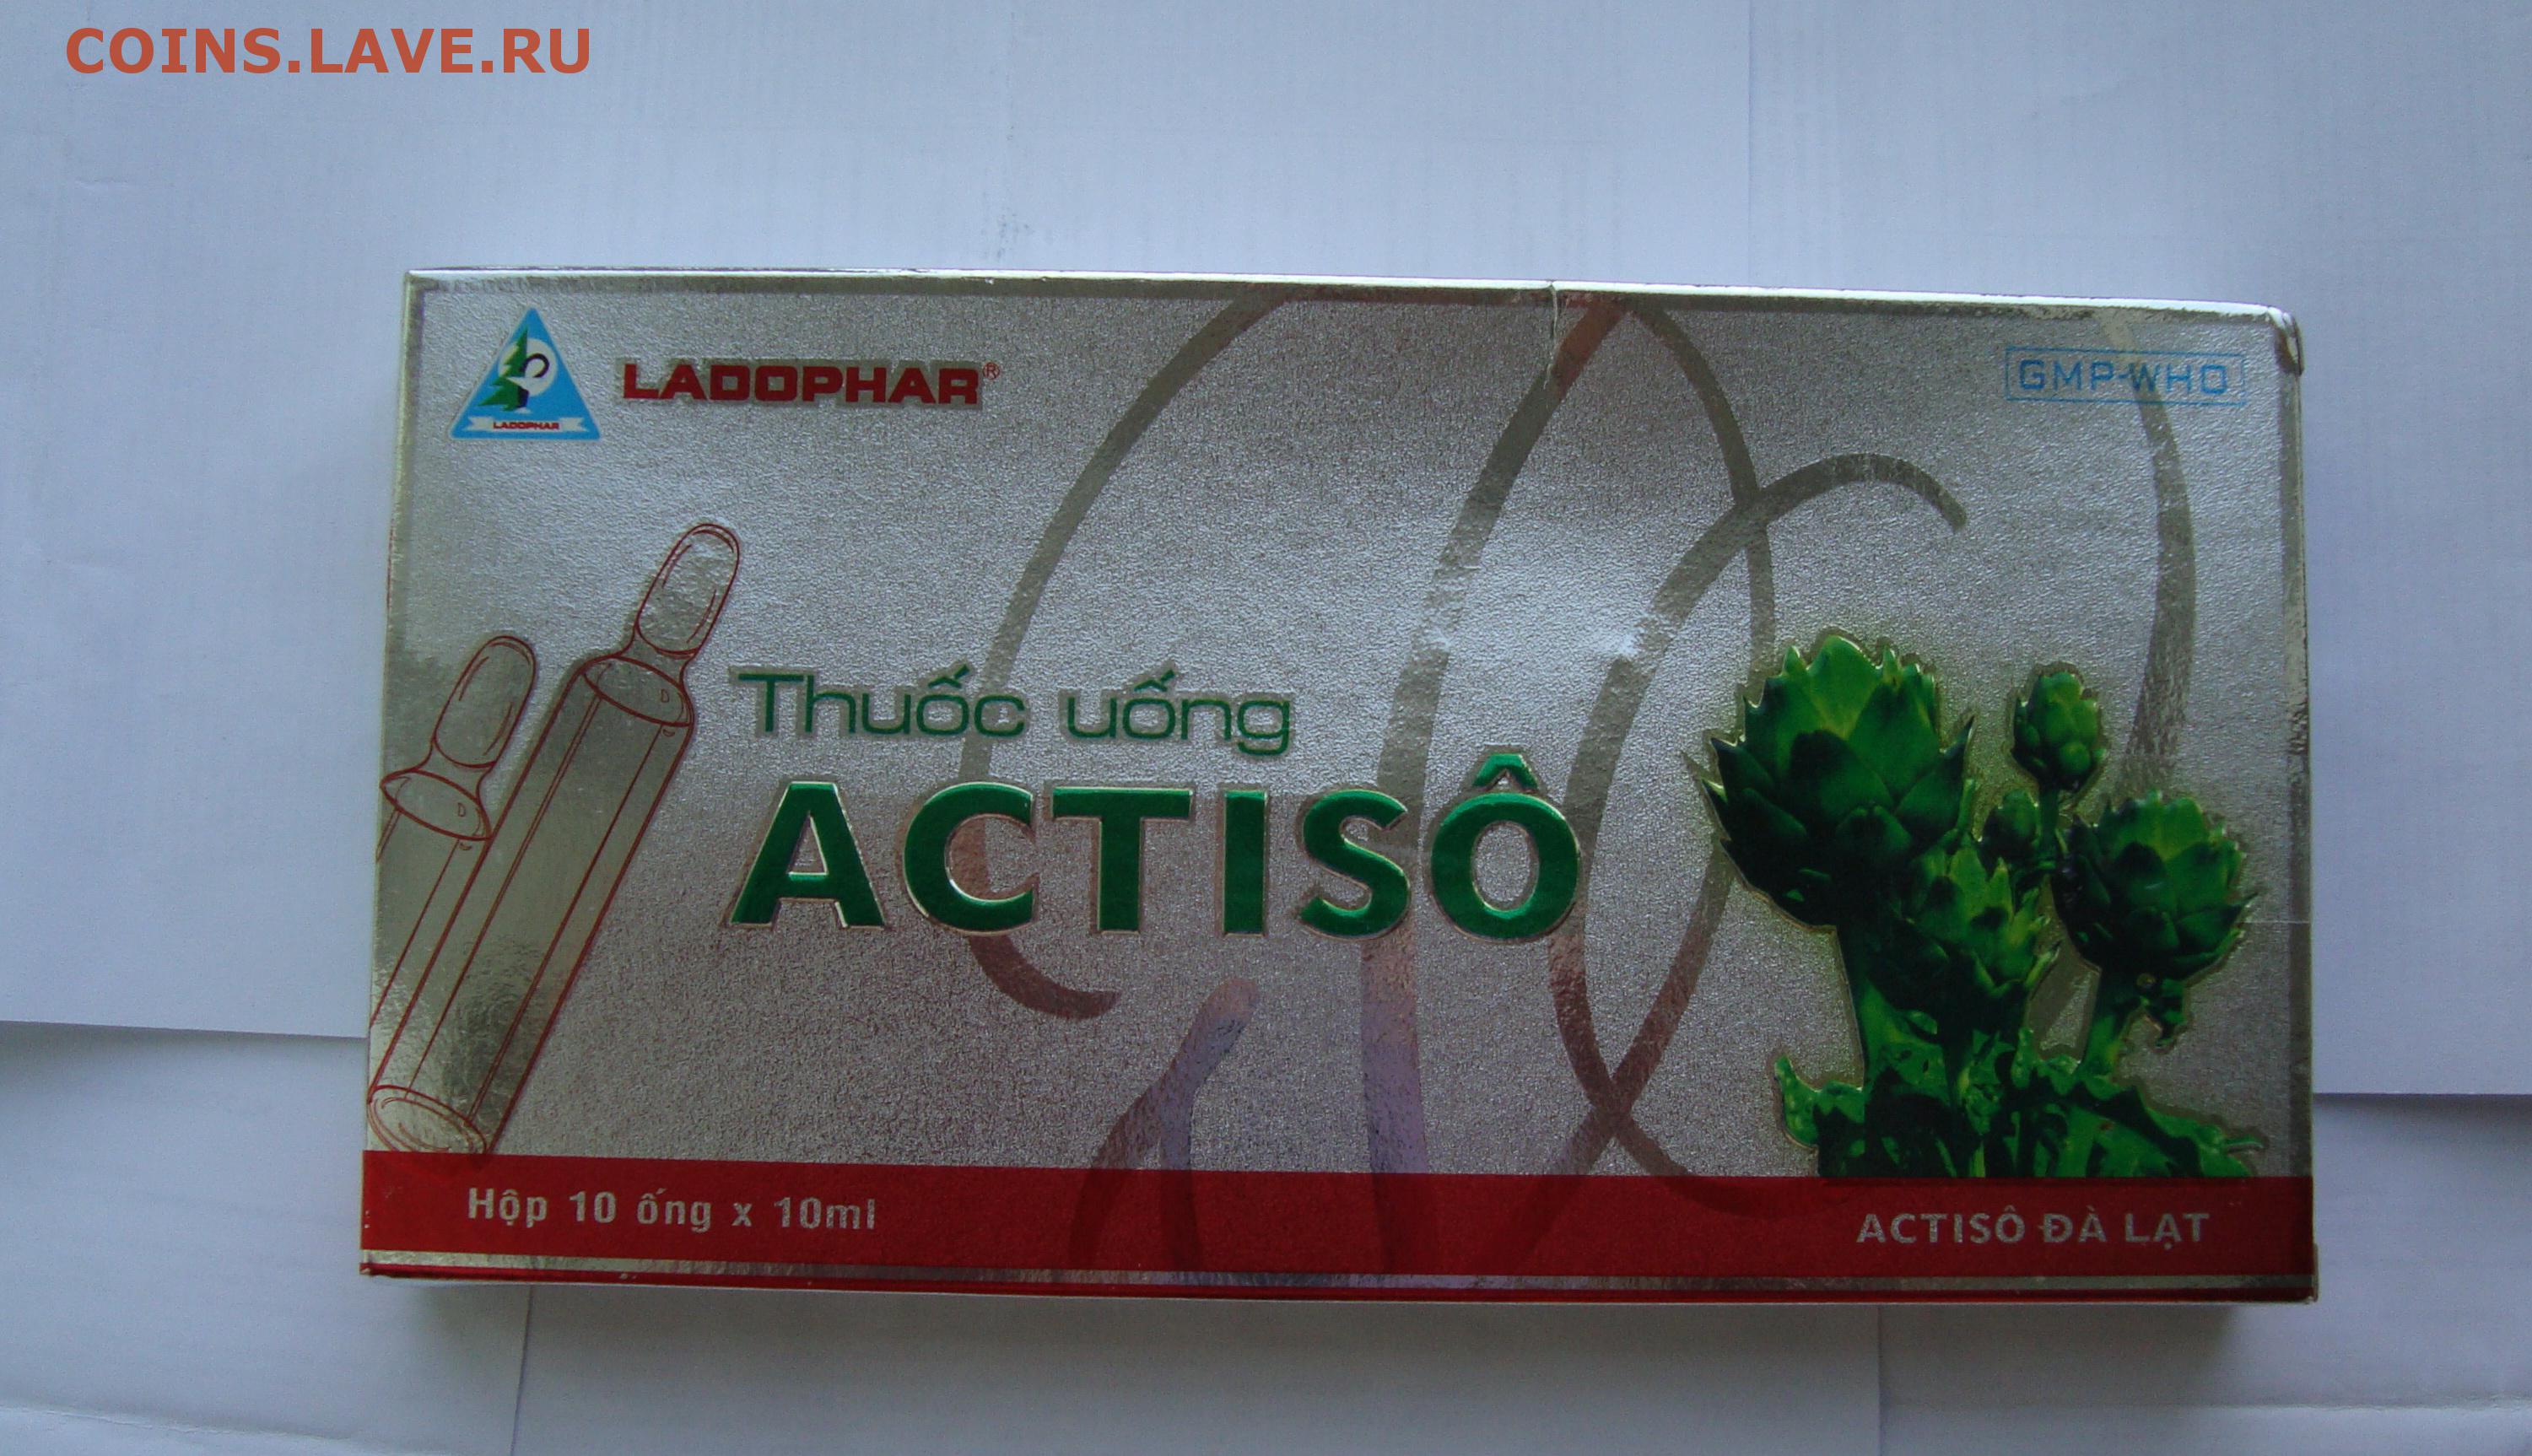 COINS.LAVE.RU
LADOPHAR®
GMP-WHO
LADOPHAR
Thuốc uống
ACTISÔ
Hộp 10 ống x 10ml
ACTISÔ ĐÀ LẠT